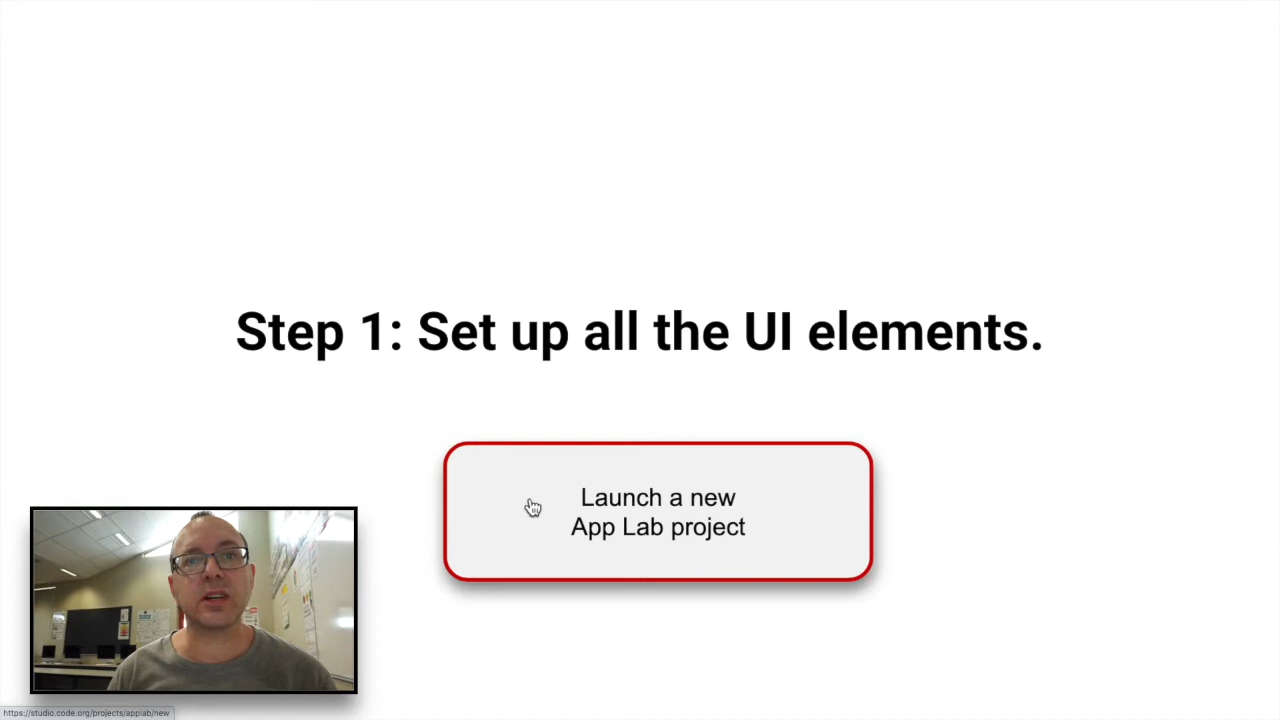 Step 1: Set up all the UI elements.
Launch a new
App Lab project
https://studio.code.org/projects/applab/new